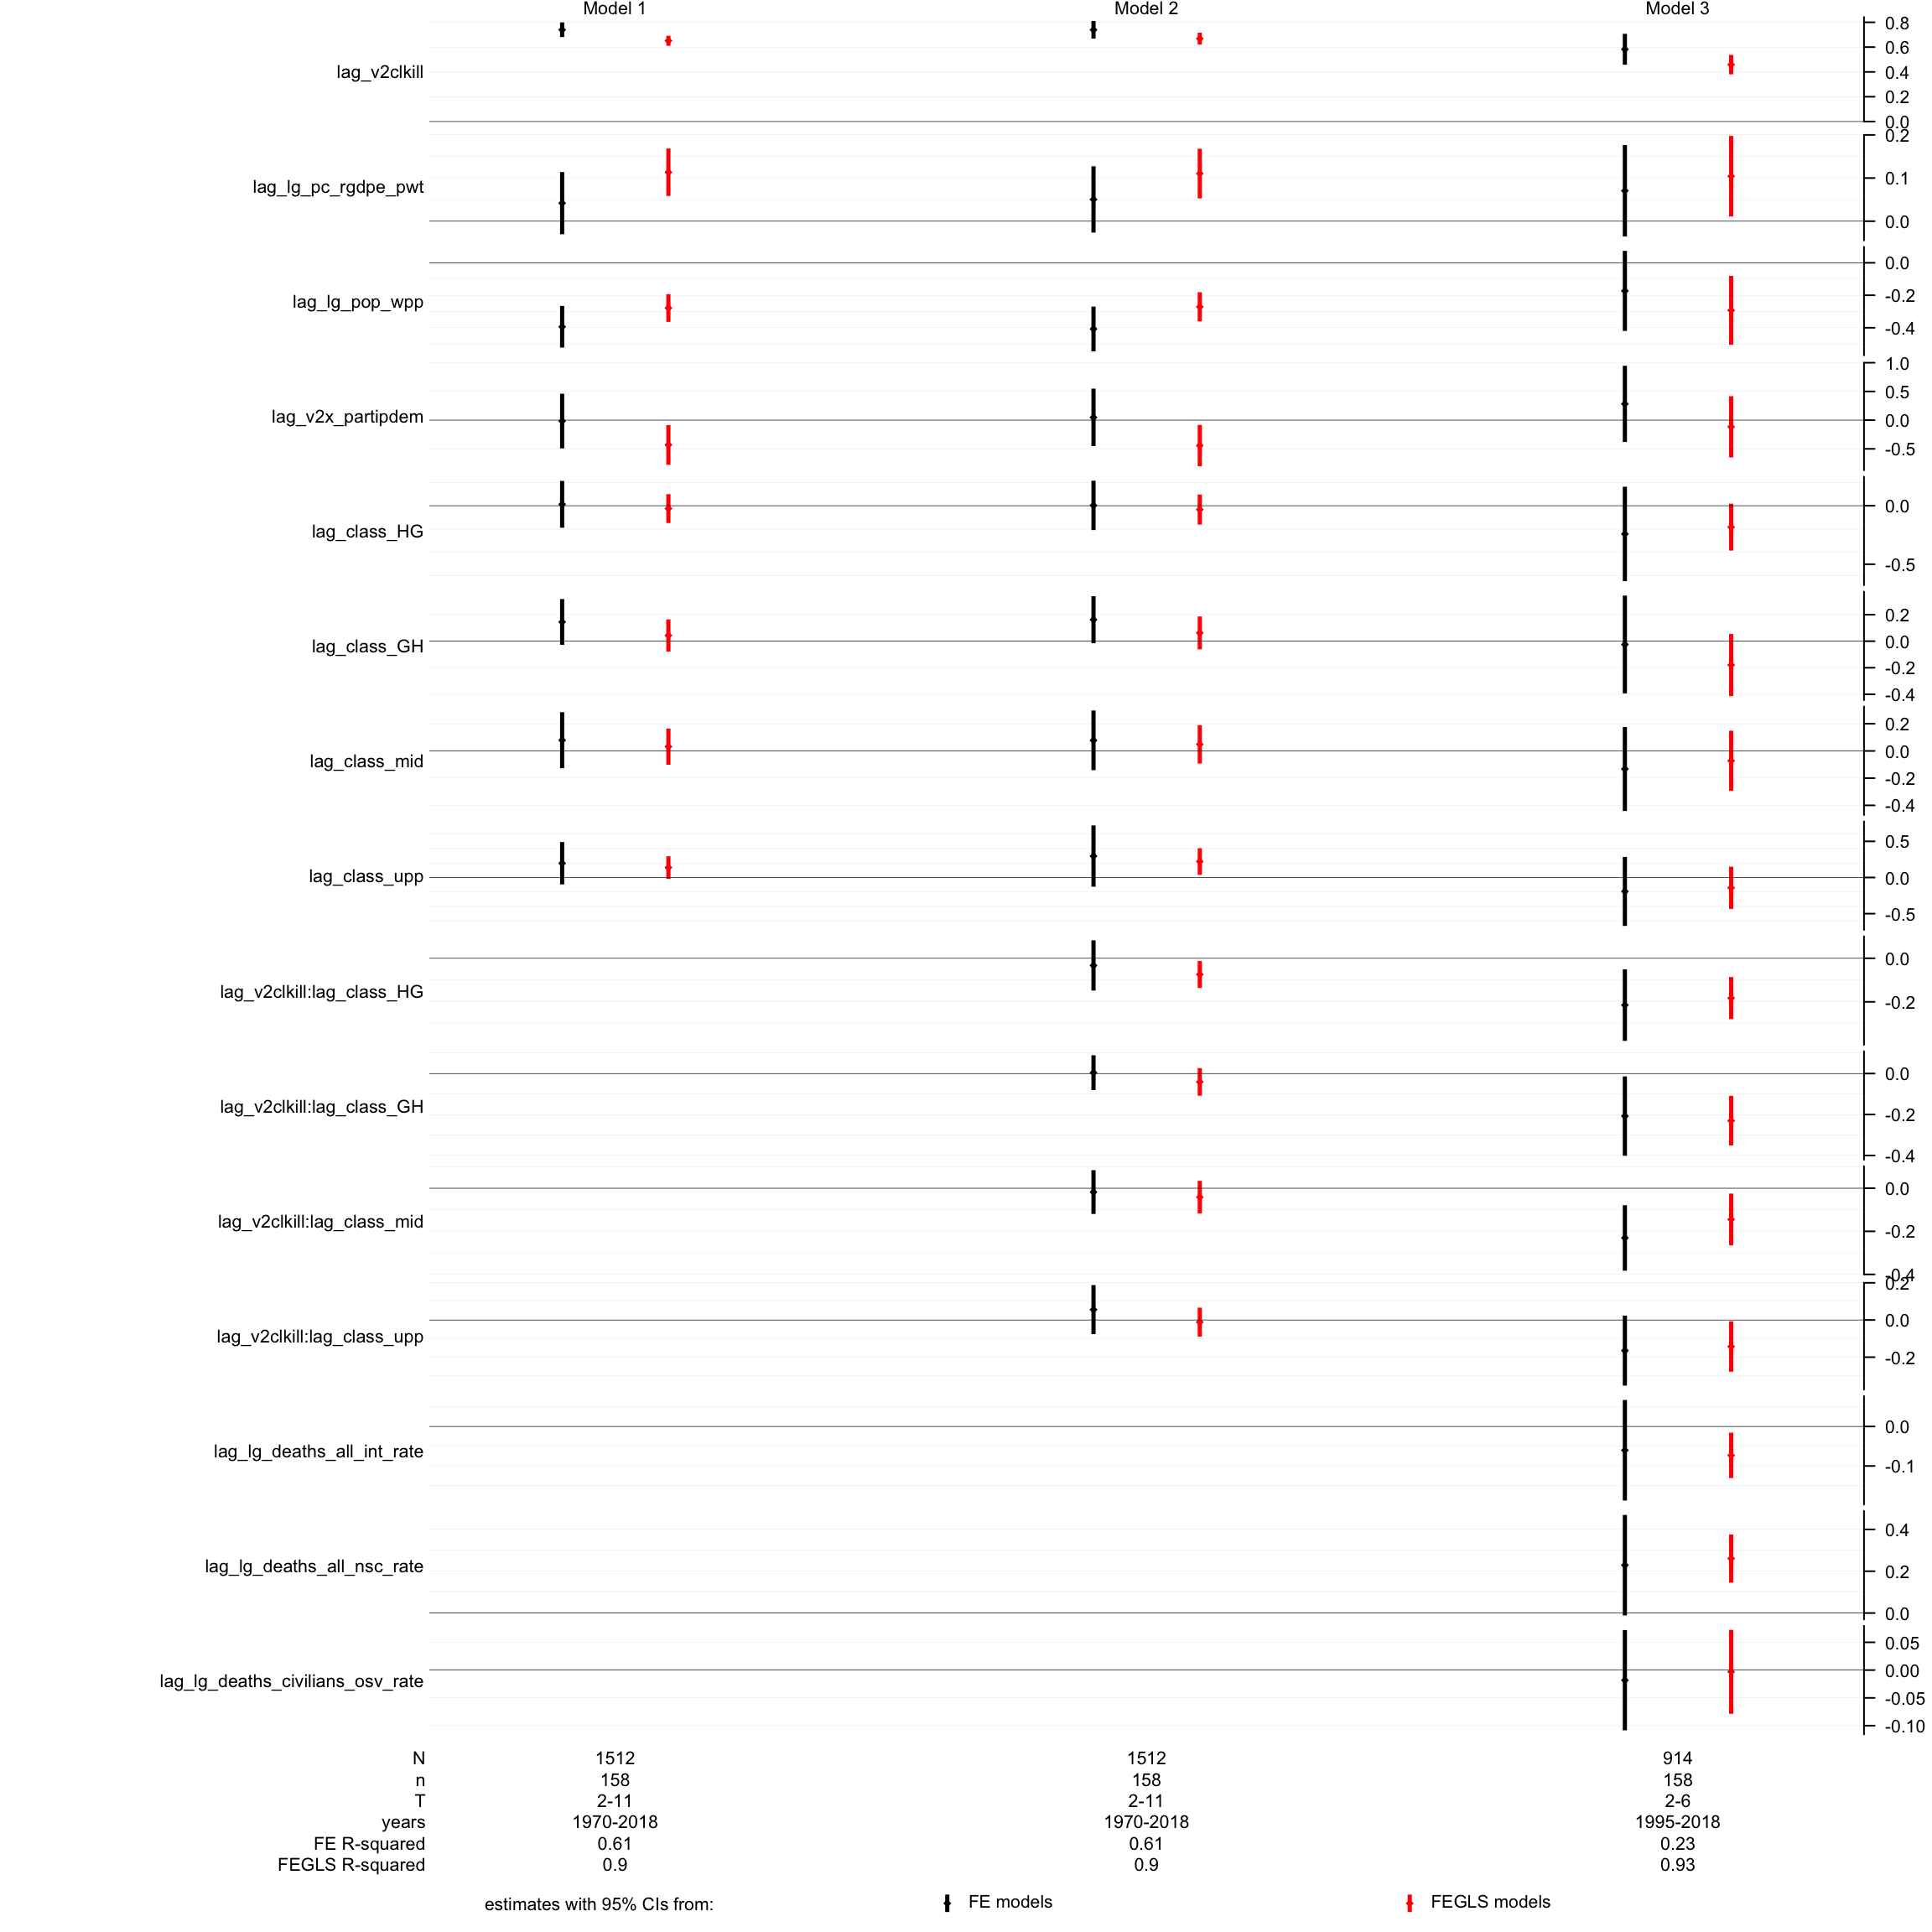 Model 1 Model 2 Model 3
lag_v2clkill
0.8
0.6
0.4
0.2
0.0
lag_lg_pc_rgdpe_pwt
0.2
0.1
0.0
lag_lg_pop_wpp
0.0
-0.2
-0.4
lag_v2x_partipdem
1.0
0.5
0.0
-0.5
lag_class_HG
0.0
-0.5
lag_class_GH
0.2
0.0
-0.2
-0.4
lag_class_mid
0.2
0.0
-0.2
-0.4
lag_class_upp
0.5
0.0
-0.5
lag_v2clkill:lag_class_HG
0.0
-0.2
lag_v2clkill:lag_class_GH
0.0
-0.2
-0.4
lag_v2clkill:lag_class_mid
0.0
-0.2
-0.4
lag_v2clkill:lag_class_upp
0.2
0.0
-0.2
lag_lg_deaths_all_int_rate
0.0
-0.1
lag_lg_deaths_all_nsc_rate
0.4
0.2
0.0
lag_lg_deaths_civilians_osv_rate
0.05
0.00
-0.05
-0.10
N 1512 1512 914
n 158 158 158
T 2-11 2-11 2-6
years 1970-2018 1970-2018 1995-2018
FE R-squared 0.61 0.61 0.23
FEGLS R-squared 0.9 0.9 0.93
estimates with 95% CIs from: FE models FEGLS models